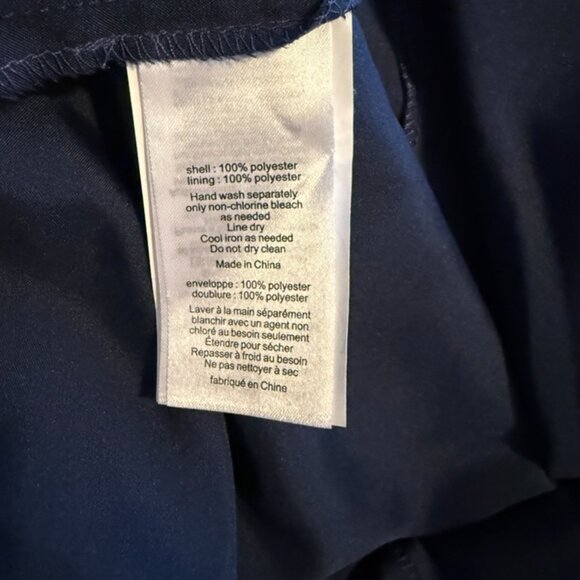 shell : 100% polyester
lining : 100% polyester
Hand wash separately
only non-chlorine bleach
as needed
Line dry
Cool iron as needed
Do not dry clean
Made in China
enveloppe : 100% polyester
doublure : 100% polyester
Laver à la main séparément
blanchir avec un agent non
chloré au besoin seulement
Étendre pour sécher
Repasser à froid au besoin
Ne pas nettoyer à sec
fabriqué en Chine